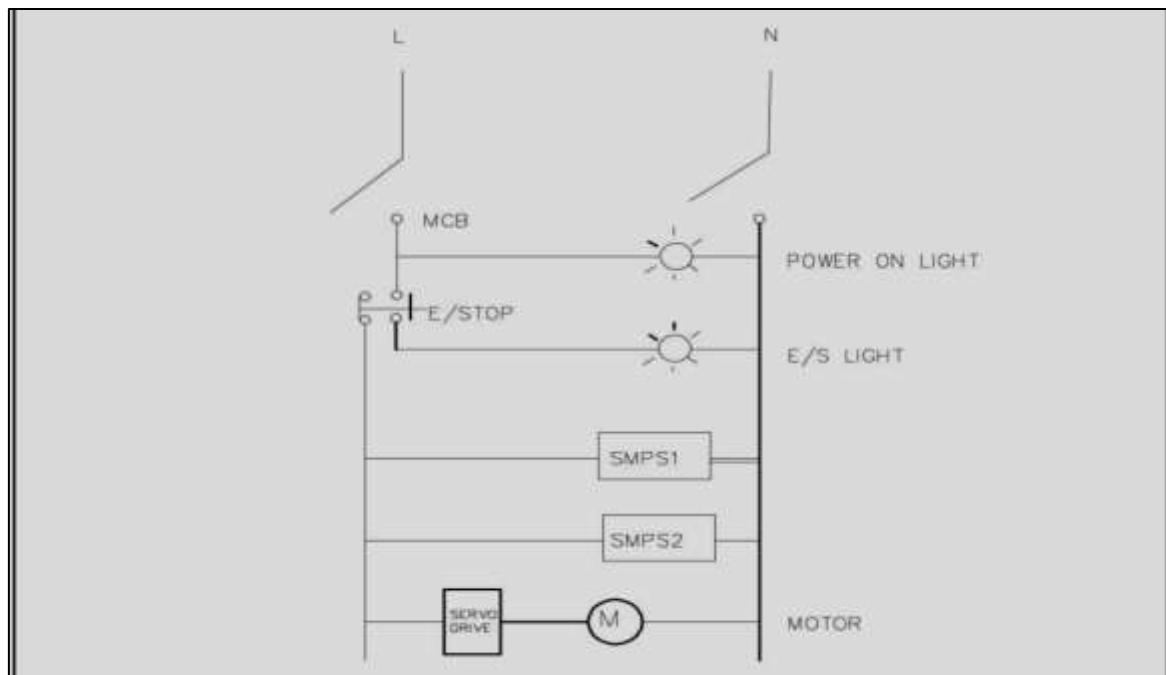 L
N
MCB
POWER ON LIGHT
E/STOP
E/S LIGHT
SMPS1
SMPS2
SERVO
DRIVE
M
MOTOR